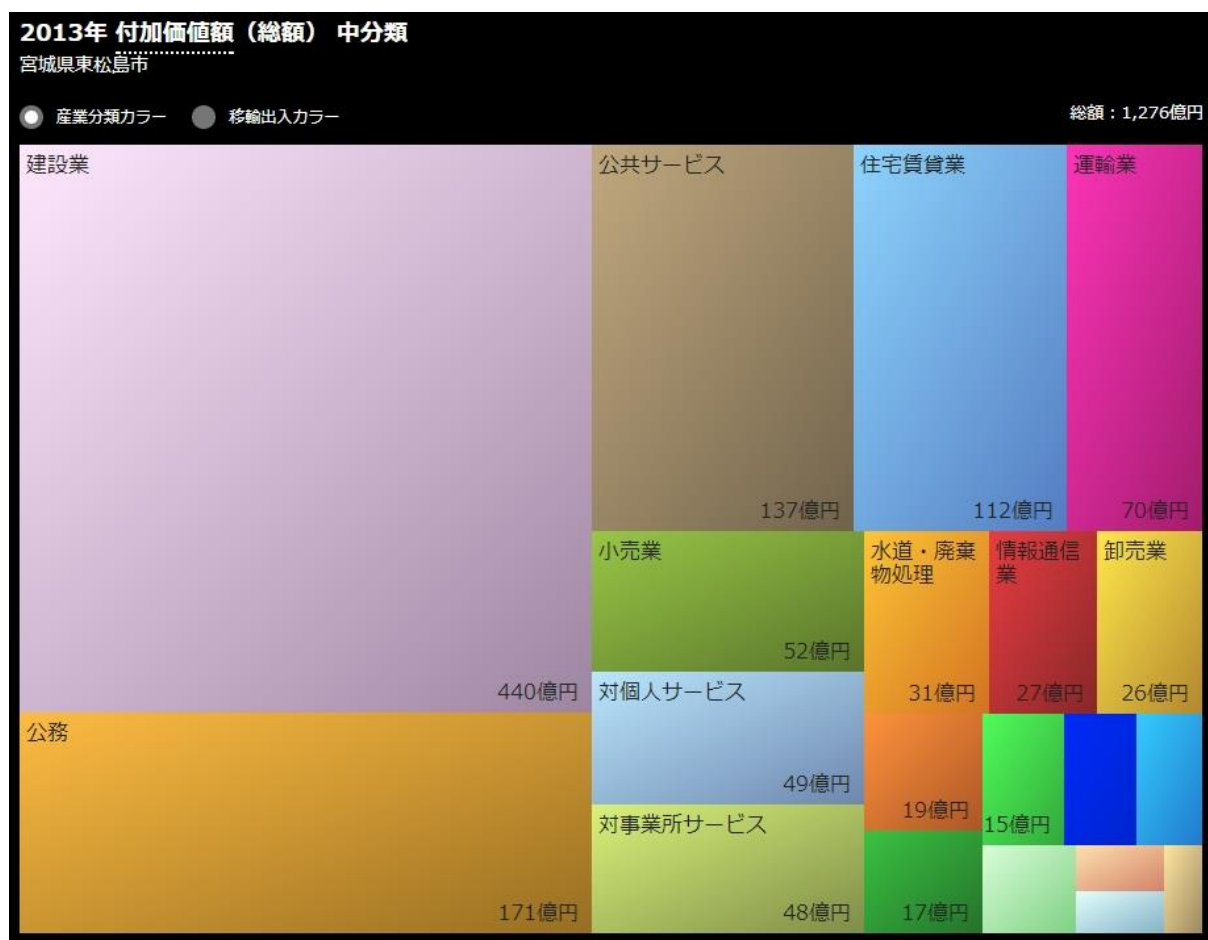 2013年 付加価値額（総額） 中分類
宮城県東松島市
産業分類カラー 移輸出入カラー 総額：1,276億円
建設業
440億円
公務
171億円
公共サービス
137億円
住宅賃貸業
112億円
運輸業
70億円
小売業
52億円
対個人サービス
49億円
対事業所サービス
48億円
水道・廃棄
物処理
31億円
情報通信
業
27億円
卸売業
26億円
19億円
15億円
17億円